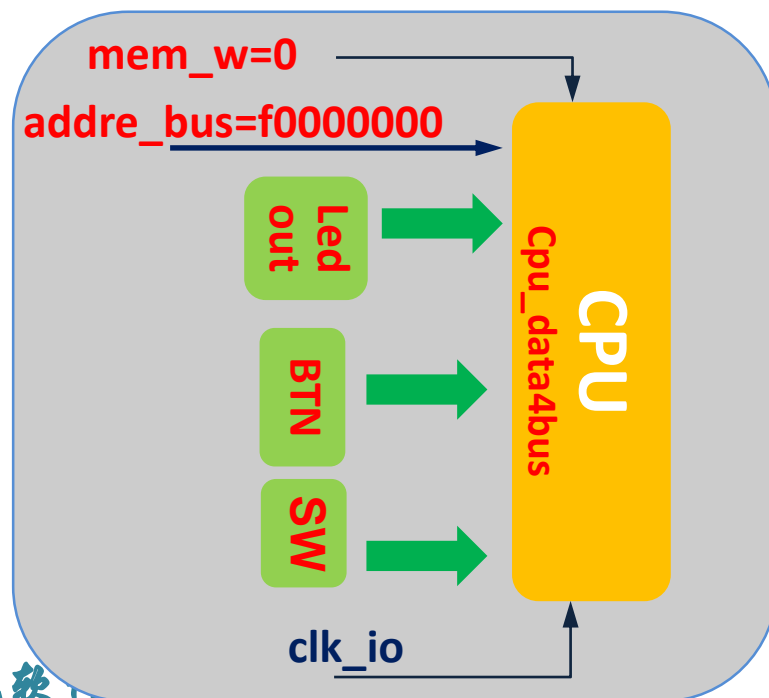 mem_w=0
addre_bus=f0000000
Led
out
Cpu_data4bus
CPU
BTN
SW
clk_io